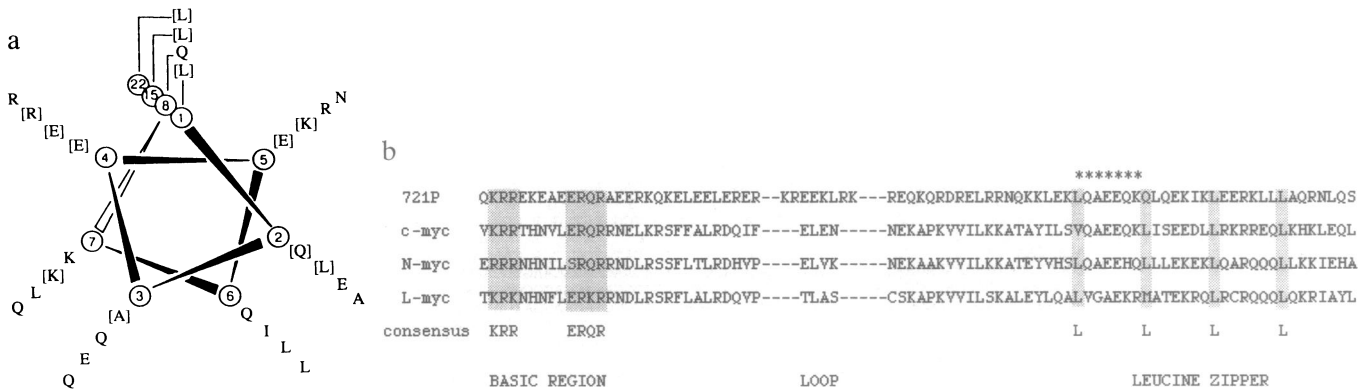 a
[L]
[L]
Q
[L]
22
15
8
1
R [R] [E] [E]
4
5
[E] [K] R N
7
K [K] L Q
2
[Q] [L] E A
3
[A] Q E Q
6
Q I L L
b
*******
721P QKRREKEAEERQRAEERKQKELEELERER--KREEKLRK-----REQKQRDRELRRNQKKLEKLQAEEQKQLQEKIKLEERKLLLAQRNLQS
c-myc VKRRTHNVLERQRRNELKRSFFALRDQIF----ELEN-------NEKAPKVVILKKATAYILSVQAEEQKLISEEDLLRKRREQLKHKLEQL
N-myc ERRRNHNILSRQRRNDLRSSFLTLRDHVP----ELVK-------NEKAAKVVILKKATEYVHSLQAEEHQLLLEKEKLQARQQQLLKKIEHA
L-myc TKRKNHNFLERKRRNDLRSRFLALRDQVP----TLAS-------CSKAPKVVILSKALEYLQALVGAEKRMATEKRQLRCRQQQLQKRIAYL
consensus KRR ERQR L L L L
BASIC REGION LOOP LEUCINE ZIPPER